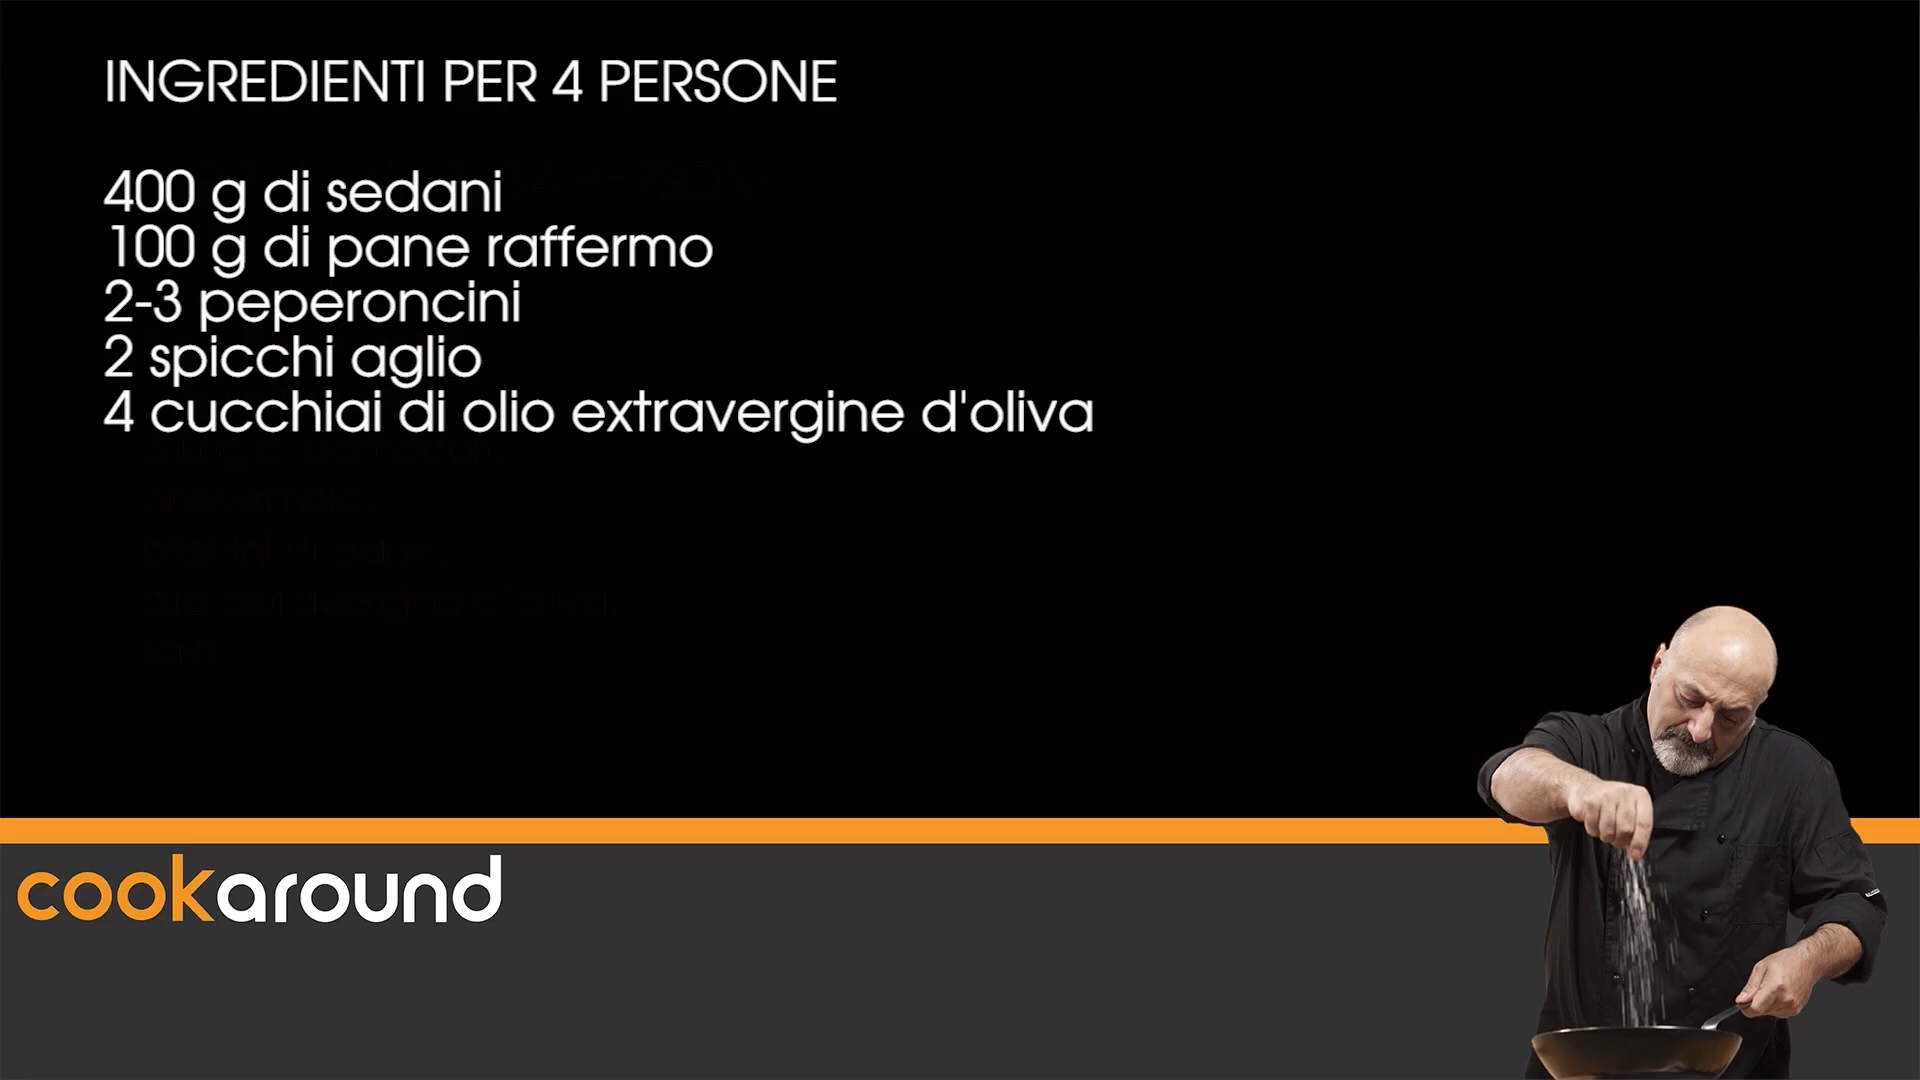 INGREDIENTI PER 4 PERSONE
400 g di sedani
100 g di pane raffermo
2-3 peperoncini
2 spicchi aglio
4 cucchiai di olio extravergine d'oliva
cookaround